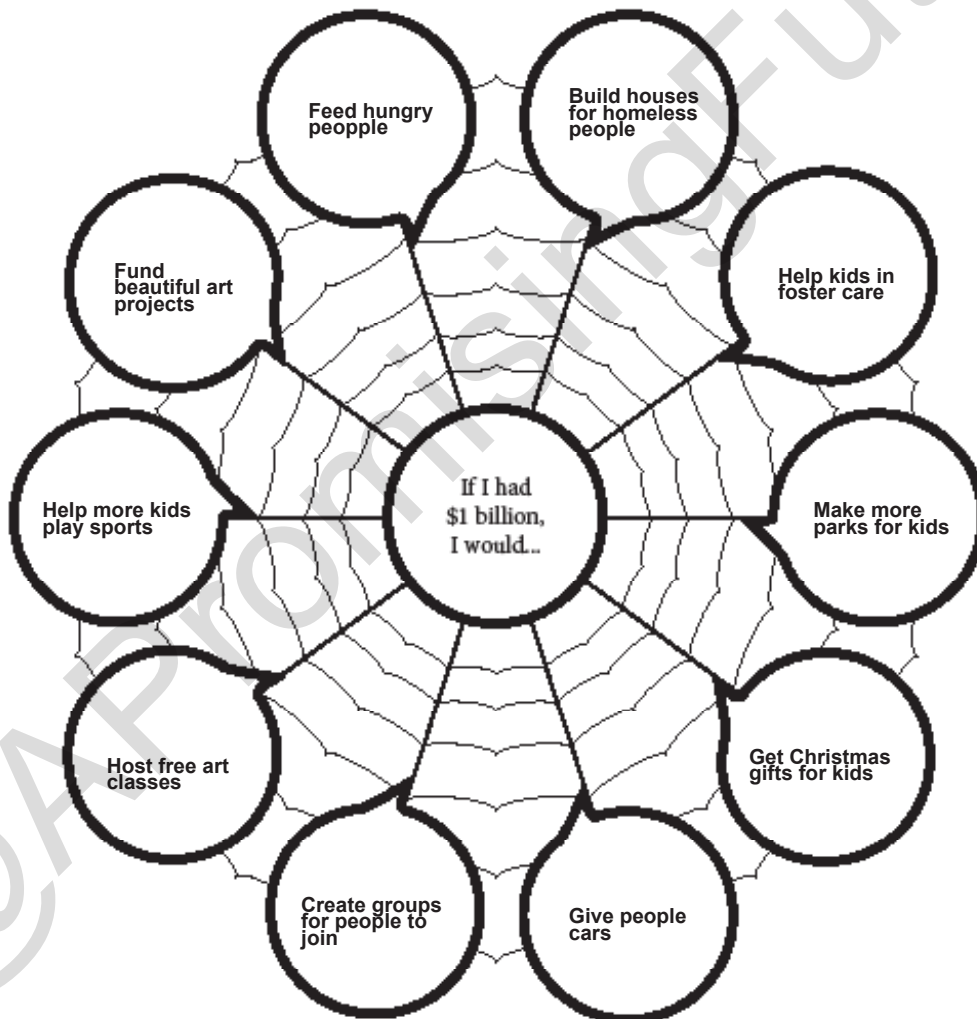 Feed hungry
peopple
Build houses
for homeless
people
Fund
beautiful art
projects
Help kids in
foster care
If I had
$1 billion,
I would...
Help more kids
play sports
Make more
parks for kids
Host free art
classes
Get Christmas
gifts for kids
Create groups
for people to
join
Give people
cars
@APromisingFu